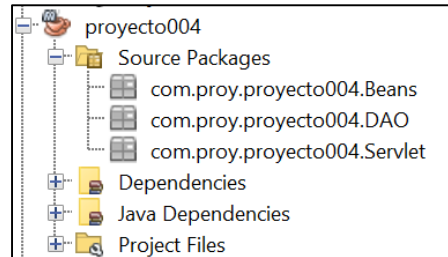 proyecto004
Source Packages
com.proy.proyecto004.Beans
com.proy.proyecto004.DAO
com.proy.proyecto004.Servlet
Dependencies
Java Dependencies
Project Files